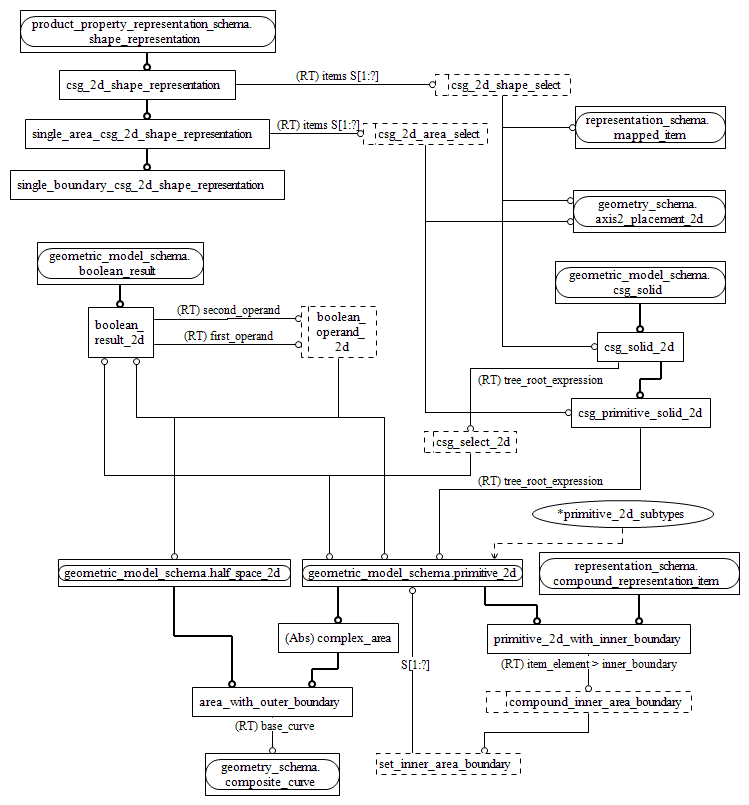 product_property_representation_schema.
shape_representation
csg_2d_shape_representation
(RT) items S[1:?]
csg_2d_shape_select
single_area_csg_2d_shape_representation
(RT) items S[1:?]
csg_2d_area_select
representation_schema.
mapped_item
single_boundary_csg_2d_shape_representation
geometry_schema.
axis2_placement_2d
geometric_model_schema.
boolean_result
geometric_model_schema.
csg_solid
boolean_
result_2d
(RT) second_operand
(RT) first_operand
boolean_
operand_
2d
csg_solid_2d
(RT) tree_root_expression
csg_primitive_solid_2d
csg_select_2d
(RT) tree_root_expression
*primitive_2d_subtypes
geometric_model_schema.half_space_2d
geometric_model_schema.primitive_2d
representation_schema.
compound_representation_item
(Abs) complex_area
primitive_2d_with_inner_boundary
S[1:?]
(RT) item_element > inner_boundary
area_with_outer_boundary
compound_inner_area_boundary
(RT) base_curve
set_inner_area_boundary
geometry_schema.
composite_curve